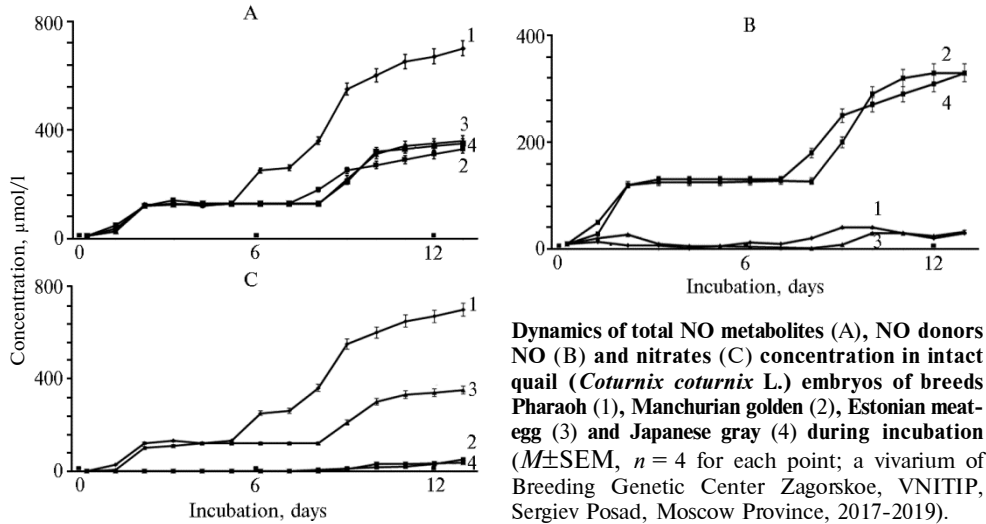 A
800
400
0
0
6
12
1
3
4
2
B
400
200
0
0
6
12
2
4
1
3
Incubation, days
C
800
400
0
0
6
12
1
3
2
4
Incubation, days
Concentration, μmol/l
Dynamics of total NO metabolites (A), NO donors
NO (B) and nitrates (C) concentration in intact
quail (Coturnix coturnix L.) embryos of breeds
Pharaoh (1), Manchurian golden (2), Estonian meat-
egg (3) and Japanese gray (4) during incubation
(M±SEM, n = 4 for each point; a vivarium of
Breeding Genetic Center Zagorskoe, VNITIP,
Sergiev Posad, Moscow Province, 2017-2019).